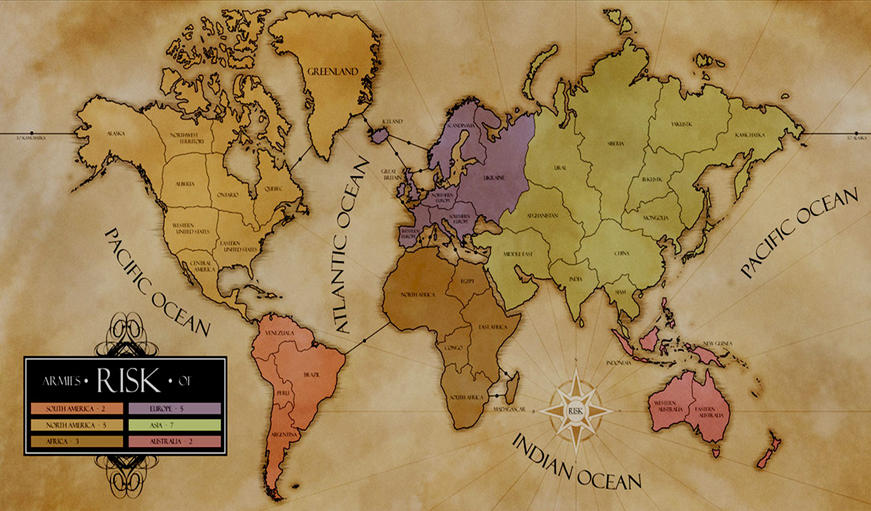 GREENLAND
ICELAND
ALASKA
NORTHWEST
TERRITORY
SCANDINAVIA
YAKUTSK
KAMCHATKA
TO KAMCHATKA
TO ALASKA
SIBERIA
URAL
GREAT
BRITAIN
UKRAINE
IRKUTSK
ALBERTA
ONTARIO
QUEBEC
NORTHERN
EUROPE
WESTERN
EUROPE
SOUTHERN
EUROPE
AFGHANISTAN
MONGOLIA
WESTERN
UNITED STATES
EASTERN
UNITED STATES
CENTRAL
AMERICA
MIDDLE EAST
CHINA
INDIA
SIAM
PACIFIC OCEAN
ATLANTIC OCEAN
PACIFIC OCEAN
NORTH AFRICA
EGYPT
EAST AFRICA
CONGO
SOUTH AFRICA
MADAGASCAR
VENEZUALA
BRAZIL
PERU
ARGENTINA
INDONESIA
NEW GUINEA
WESTERN
AUSTRALIA
EASTERN
AUSTRALIA
RISK
INDIAN OCEAN
ARMIES • RISK • OF
SOUTH AMERICA - 2
EUROPE - 5
NORTH AMERICA - 5
ASIA - 7
AFRICA - 3
AUSTRALIA - 2